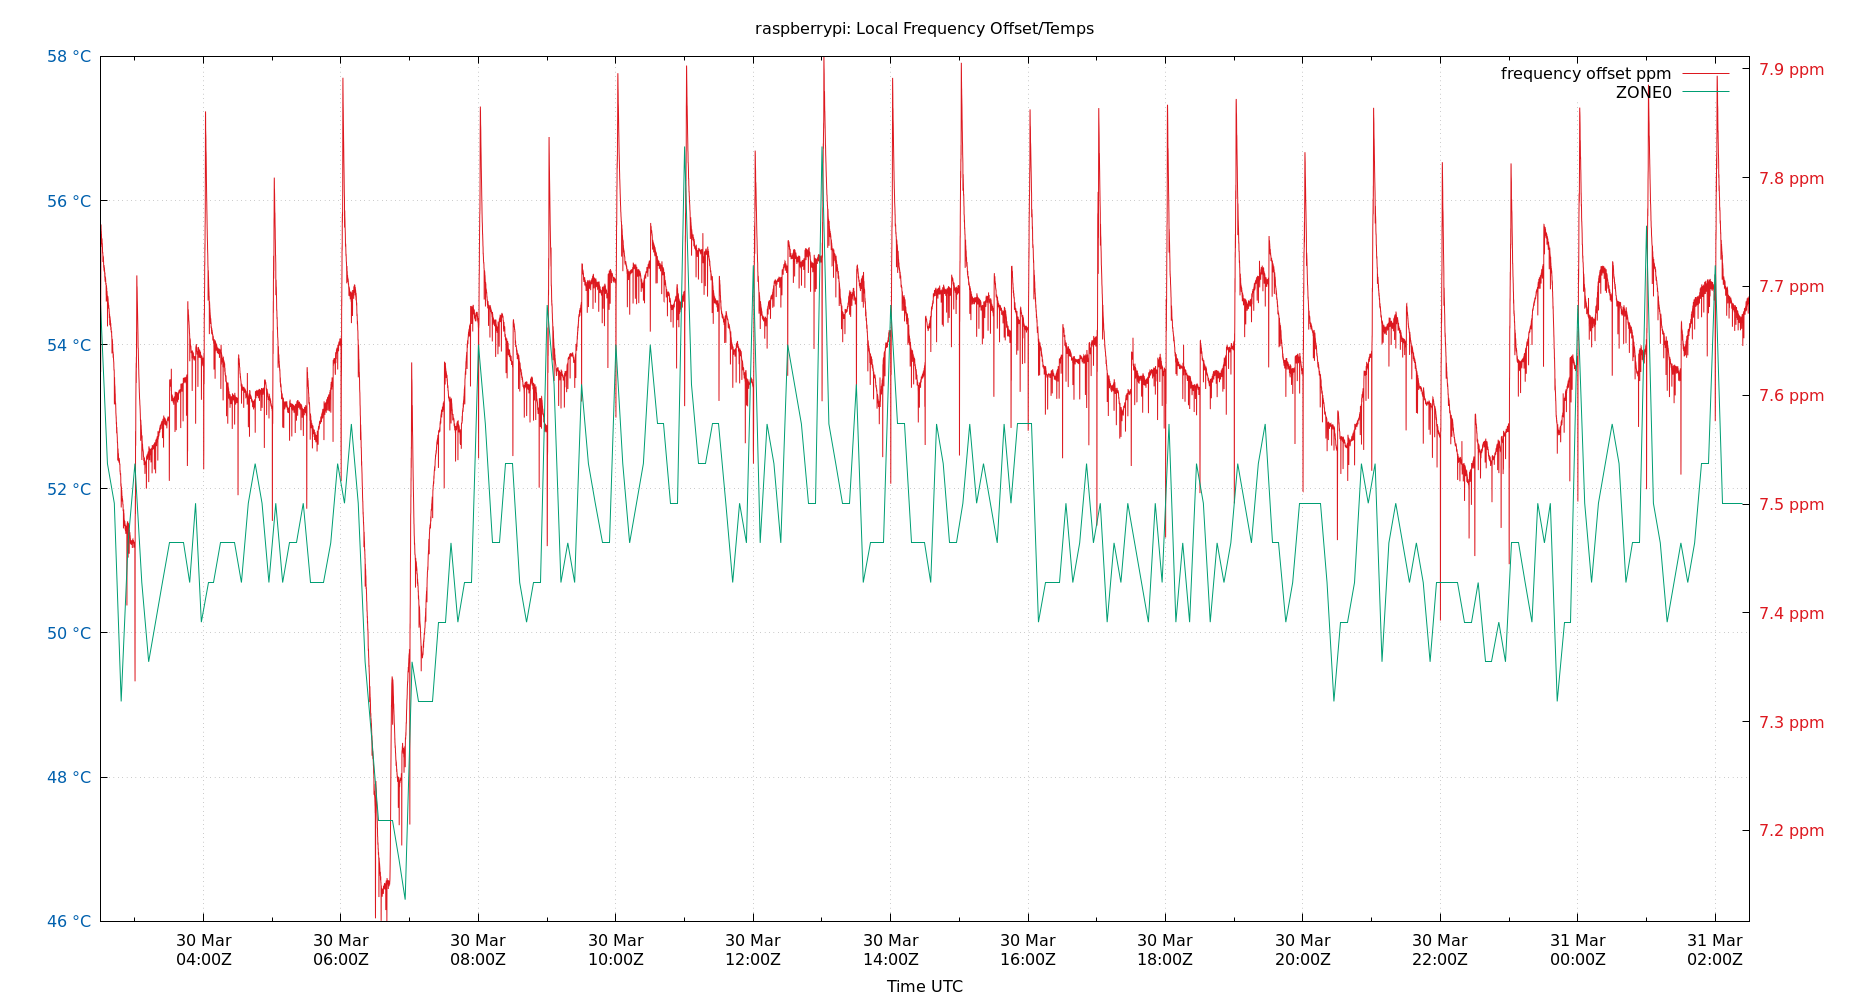 raspberrypi: Local Frequency Offset/Temps
58 °C
56 °C
54 °C
52 °C
50 °C
48 °C
46 °C
frequency offset ppm
ZONE0
7.9 ppm
7.8 ppm
7.7 ppm
7.6 ppm
7.5 ppm
7.4 ppm
7.3 ppm
7.2 ppm
30 Mar 30 Mar 30 Mar 30 Mar 30 Mar 30 Mar 30 Mar 30 Mar 30 Mar 30 Mar 31 Mar 31 Mar
04:00Z 06:00Z 08:00Z 10:00Z 12:00Z 14:00Z 16:00Z 18:00Z 20:00Z 22:00Z 00:00Z 02:00Z
Time UTC